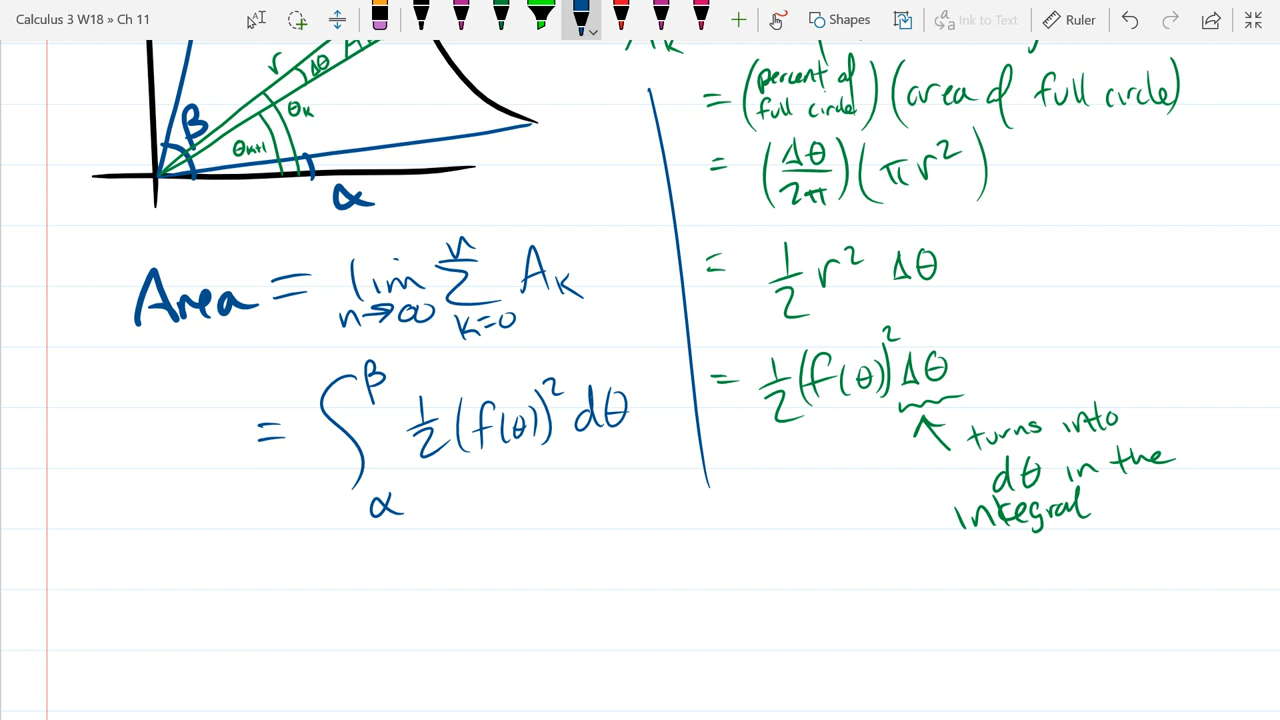 Calculus 3 W18 » Ch 11
Shapes
Link to Text
Ruler
r
Δθ
β
θk
θk+1
α
Area = lim n→∞ n Σ k=0 Ak
= ∫ β α 1/2 (f(θ))² dθ
Ak
= (percent of full circle) (area of full circle)
= (Δθ/2π) (πr²)
= 1/2 r² Δθ
= 1/2 (f(θ)² Δθ
turns into
dθ in the
integral